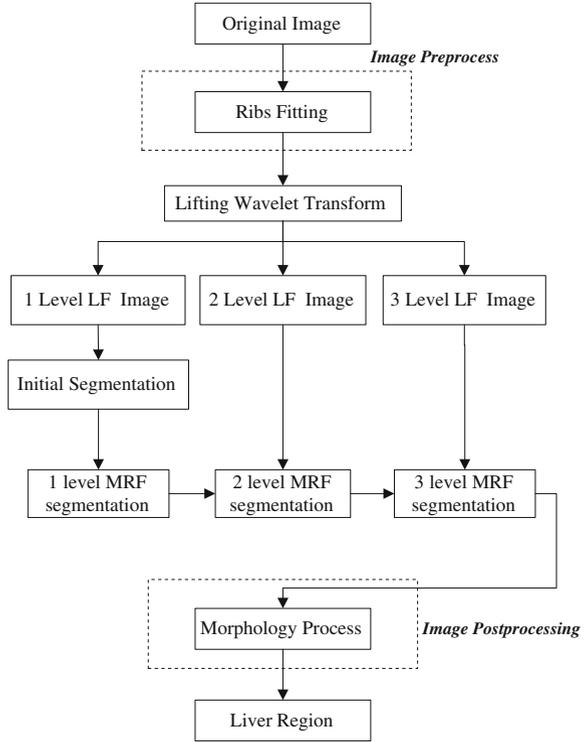 Original Image
Image Preprocess
Ribs Fitting
Lifting Wavelet Transform
1 Level LF Image
2 Level LF Image
3 Level LF Image
Initial Segmentation
1 level MRF
segmentation
2 level MRF
segmentation
3 level MRF
segmentation
Morphology Process
Image Postprocessing
Liver Region